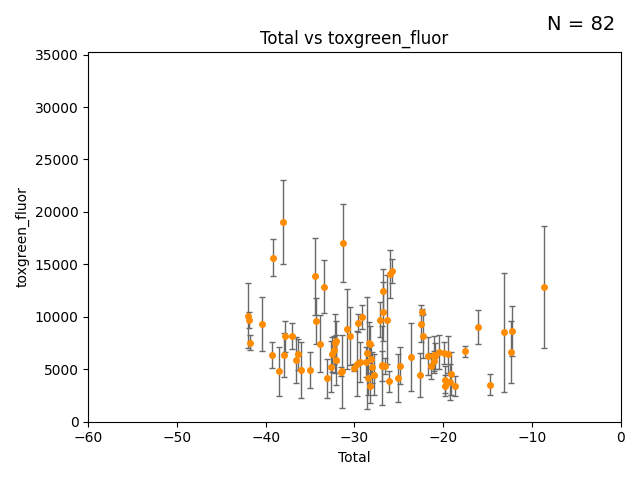 N = 82
Total vs toxgreen_fluor
35000
30000
25000
20000
15000
10000
5000
0
toxgreen_fluor
−60 −50 −40 −30 −20 −10 0
Total